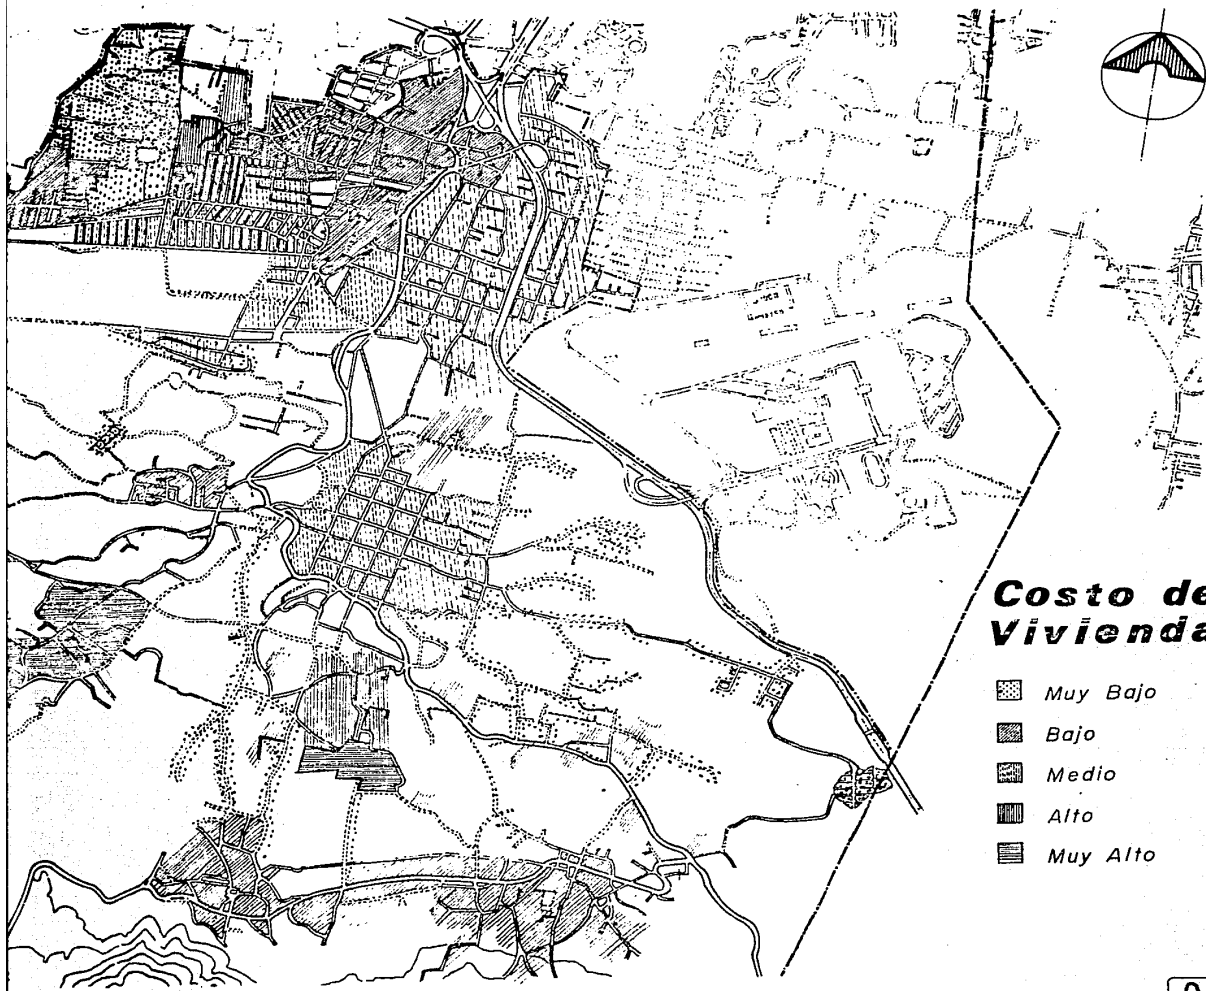 Costo de
Vivienda
Muy Bajo
Bajo
Medio
Alto
Muy Alto